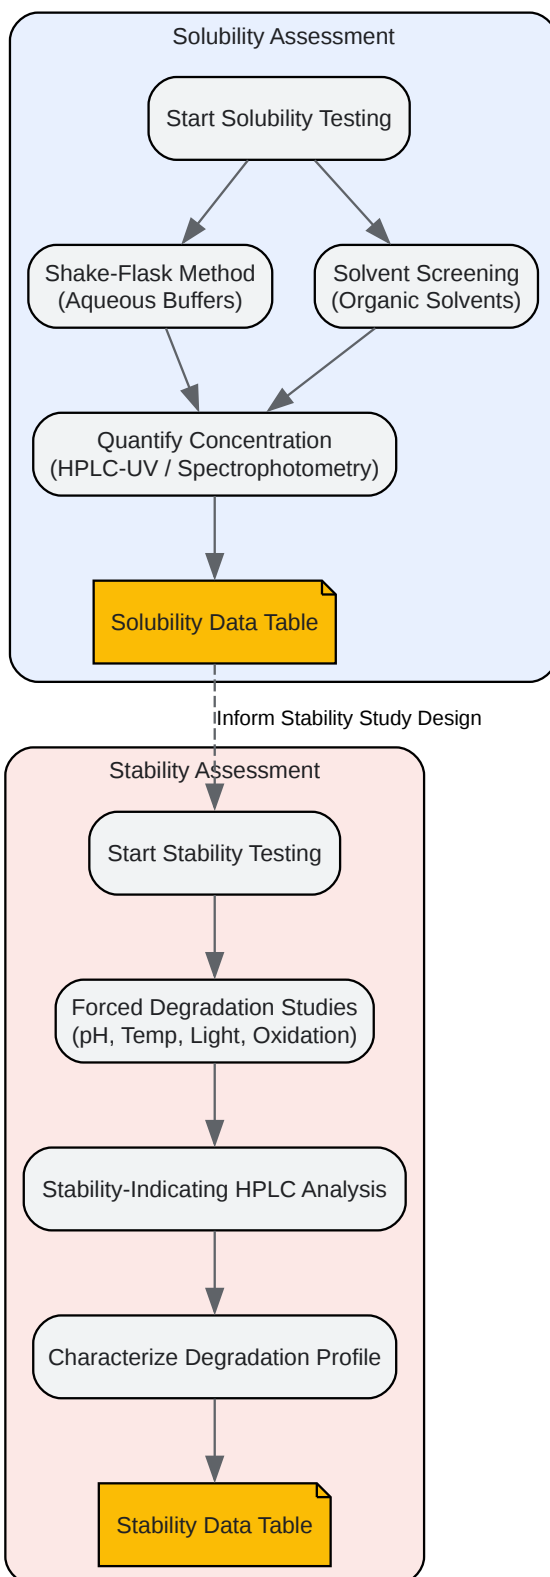 Solubility Assessment
Start Solubility Testing
Shake-Flask Method
(Aqueous Buffers)
Solvent Screening
(Organic Solvents)
Quantify Concentration
(HPLC-UV / Spectrophotometry)
Solubility Data Table
Inform Stability Study Design
Stability Assessment
Start Stability Testing
Forced Degradation Studies
(pH, Temp, Light, Oxidation)
Stability-Indicating HPLC Analysis
Characterize Degradation Profile
Stability Data Table